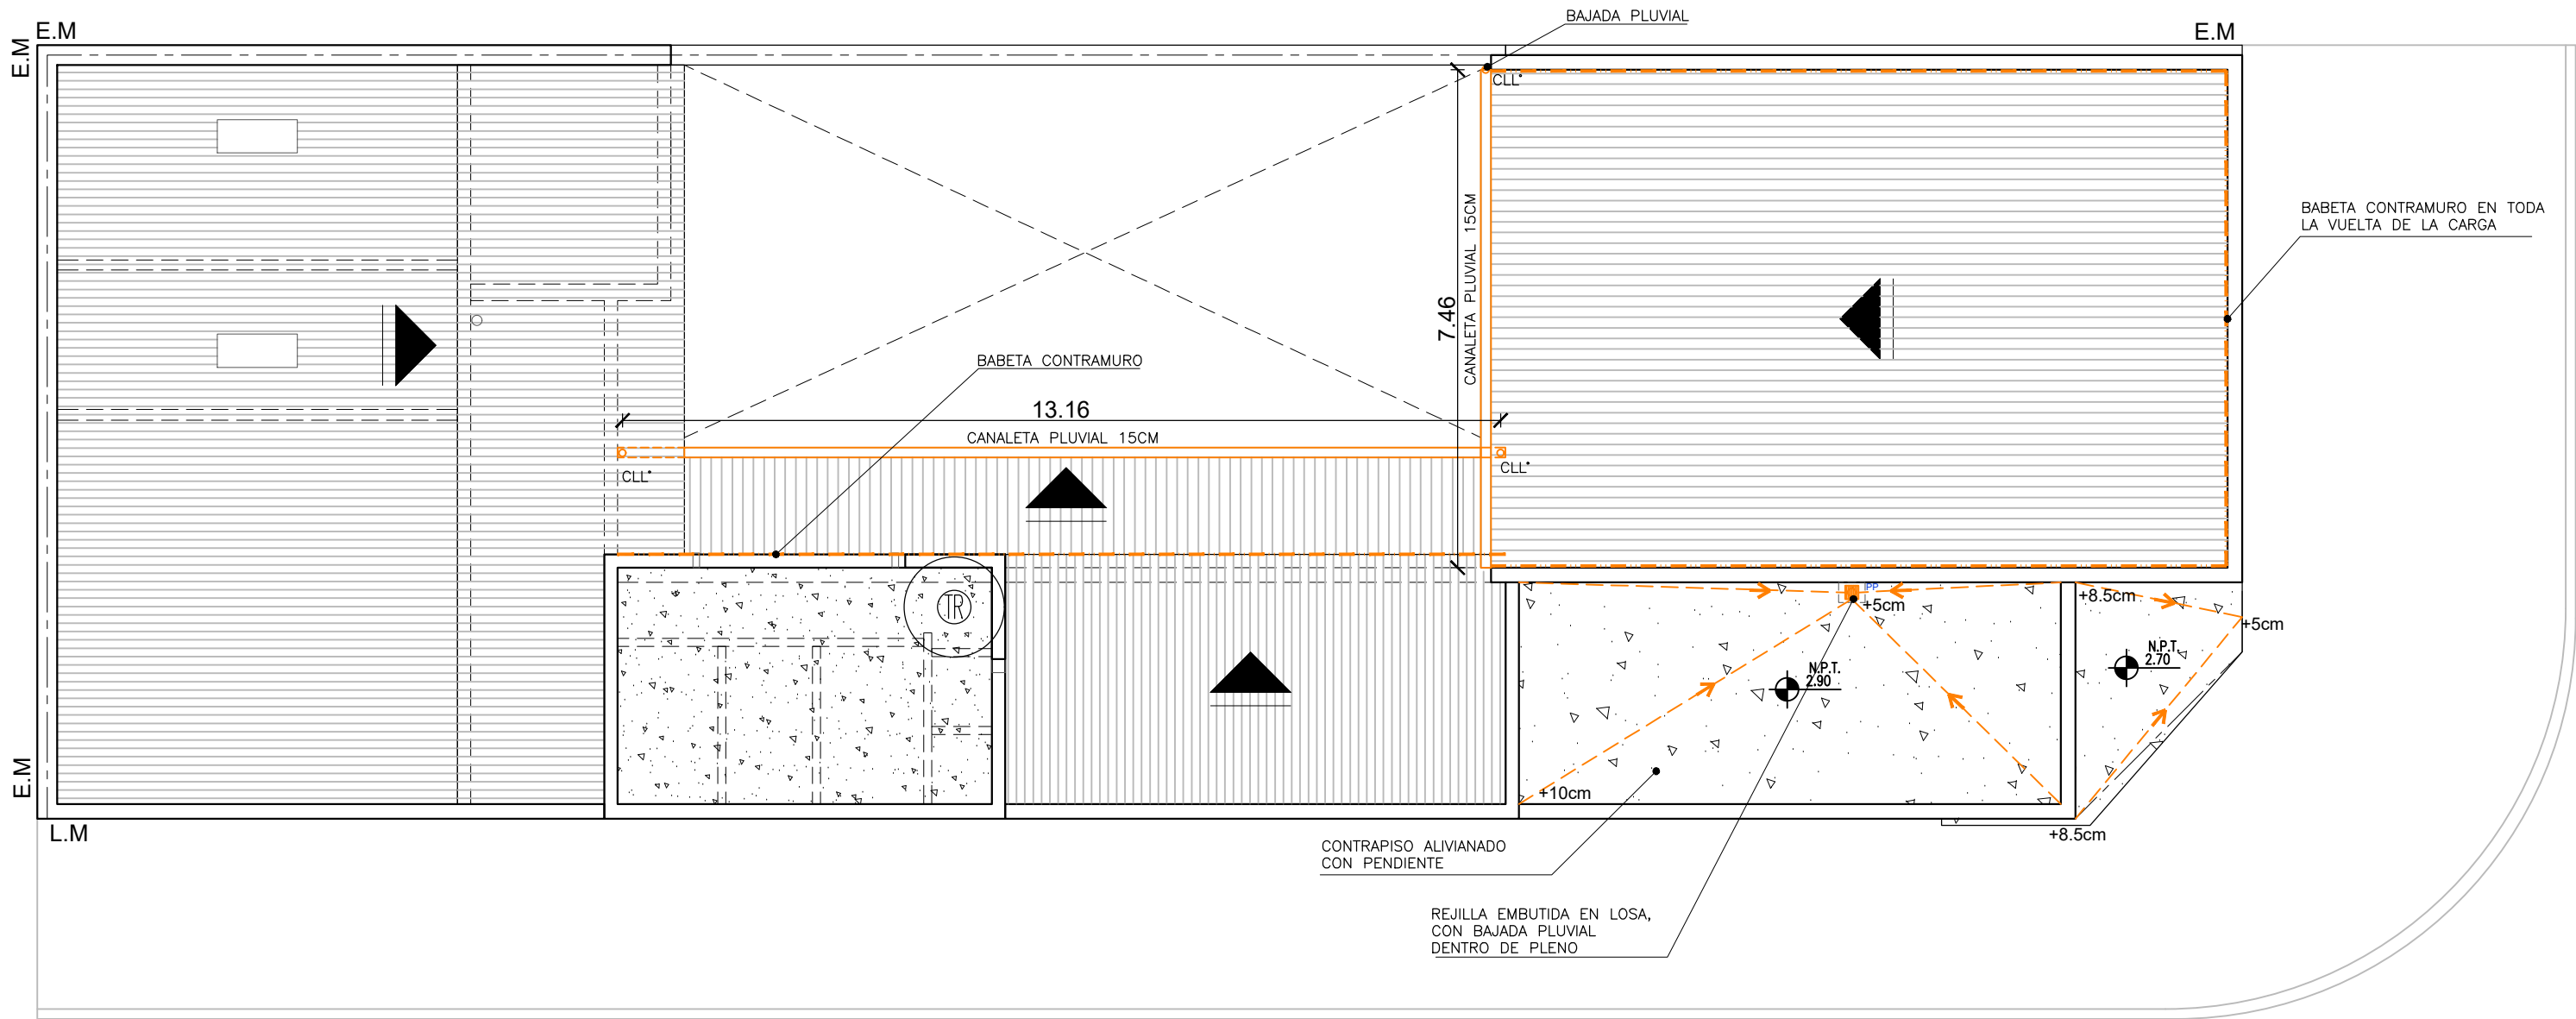 E.M
E.M
BAJADA PLUVIAL
E.M
CLL°
BABETA CONTRAMURO EN TODA
LA VUELTA DE LA CARGA
CANALETA PLUVIAL 15CM
7.46
BABETA CONTRAMURO
13.16
CANALETA PLUVIAL 15CM
CLL°
CLL°
PP
+5cm
+8.5cm
+5cm
TR
N.P.T.
2.70
N.P.T.
2.90
+10cm
E.M
L.M
+8.5cm
CONTRAPISO ALIVIANADO
CON PENDIENTE
REJILLA EMBUTIDA EN LOSA,
CON BAJADA PLUVIAL
DENTRO DE PLENO